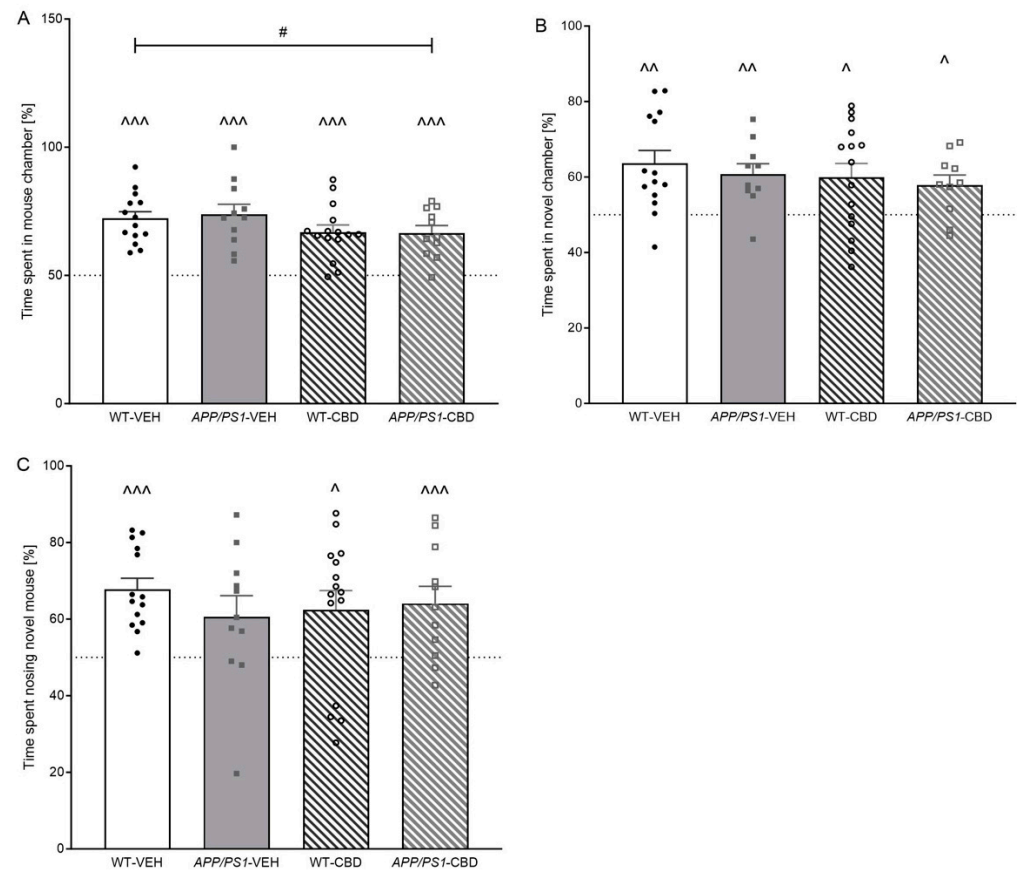 A
Time spent in mouse chamber [%]
150
100
50
0
#
^^^ ^^^ ^^^ ^^^
WT-VEH APP/PS1-VEH WT-CBD APP/PS1-CBD
B
Time spent in novel chamber [%]
100
80
60
40
20
0
^^ ^^ ^ ^
WT-VEH APP/PS1-VEH WT-CBD APP/PS1-CBD
C
Time spent nosing novel mouse [%]
100
80
60
40
20
0
^^^ ^ ^^^
WT-VEH APP/PS1-VEH WT-CBD APP/PS1-CBD